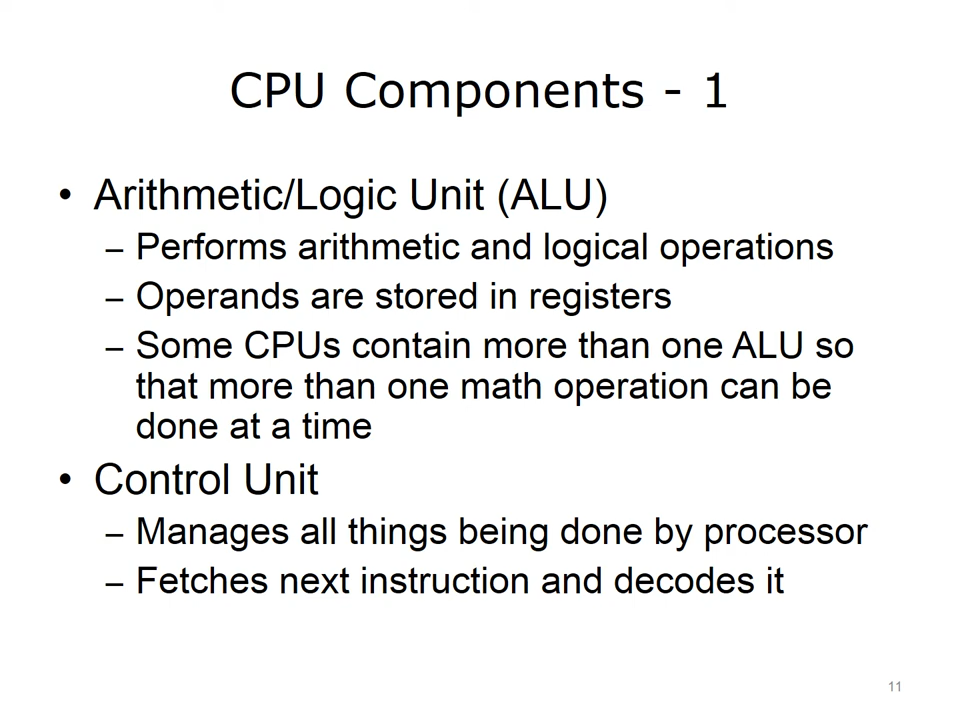 CPU Components - 1
• Arithmetic/Logic Unit (ALU)
– Performs arithmetic and logical operations
– Operands are stored in registers
– Some CPUs contain more than one ALU so
that more than one math operation can be
done at a time
• Control Unit
– Manages all things being done by processor
– Fetches next instruction and decodes it
11